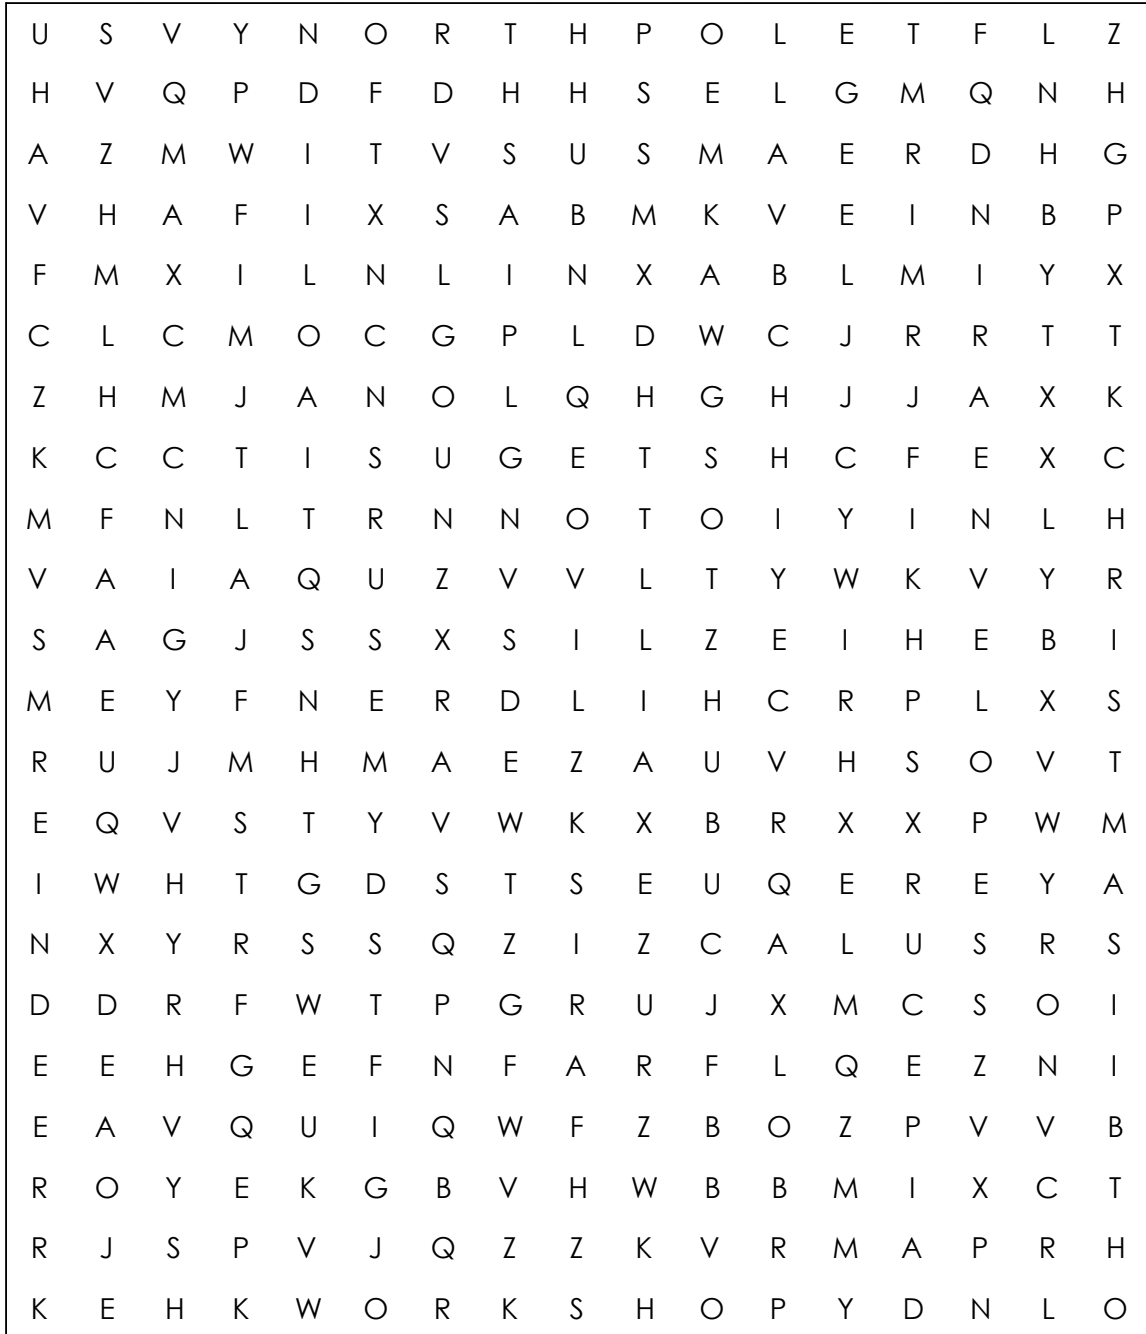 U S V Y N O R T H P O L E T F L Z
H V Q P D F D H H S E L G M Q N H
A Z M W I T V S U S M A E R D H G
V H A F I X S A B M K V E I N B P
F M X I L N L I N X A B L M I Y X
C L C M O C G P L D W C J R R T T
Z H M J A N O L Q H G H J J A X K
K C C T I S U G E T S H C F E X C
M F N L T R N N O T O I Y I N L H
V A I A Q U Z V V L T Y W K V Y R
S A G J S S X S I L Z E I H E B I
M E Y F N E R D L I H C R P L X S
R U J M H M A E Z A U V H S O V T
E Q V S T Y V W K X B R X X P W M
I W H T G D S T S E U Q E R E Y A
N X Y R S S Q Z I Z C A L U S R S
D D R F W T P G R U J X M C S O I
E E H G E F N F A R F L Q E Z N I
E A V Q U I Q W F Z B O Z P V V B
R O Y E K G B V H W B B M I X C T
R J S P V J Q Z Z K V R M A P R H
K E H K W O R K S H O P Y D N L O